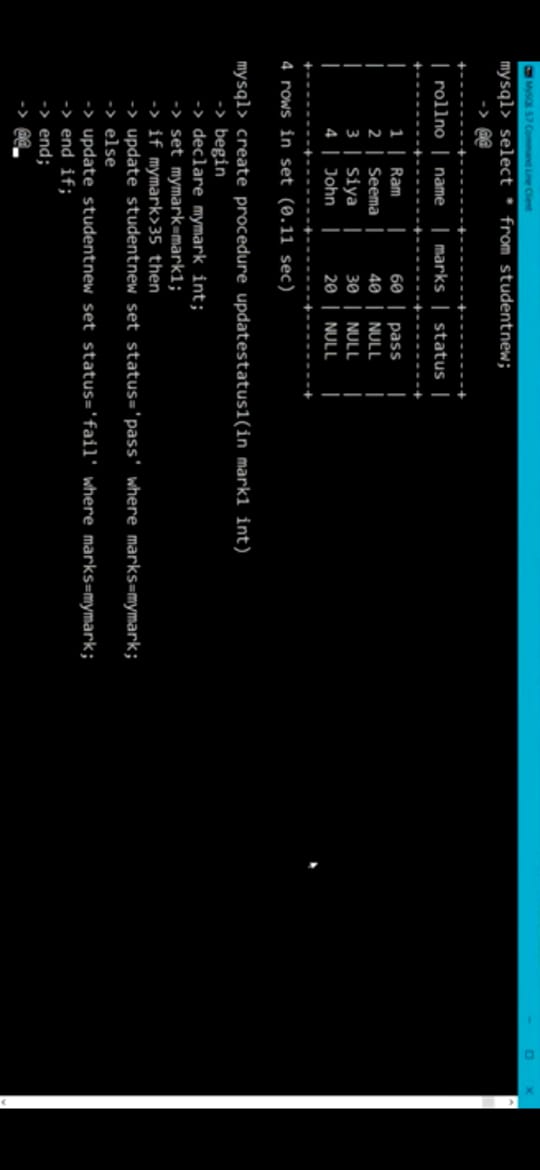 MySQL 5.7 Command Line Client
mysql> select * from studentnew;
-> @@
+--------+-------+-------+--------+
| rollno | name  | marks | status |
+--------+-------+-------+--------+
|      1 | Ram   |    60 | pass   |
|      2 | Seema |    40 | NULL   |
|      3 | Siya  |    30 | NULL   |
|      4 | John  |    20 | NULL   |
+--------+-------+-------+--------+
4 rows in set (0.11 sec)
mysql> create procedure updatestatus1(in mark1 int)
-> begin
-> declare mymark int;
-> set mymark=mark1;
-> if mymark>35 then
-> update studentnew set status='pass' where marks=mymark;
-> else
-> update studentnew set status='fail' where marks=mymark;
-> end if;
-> end;
-> @@